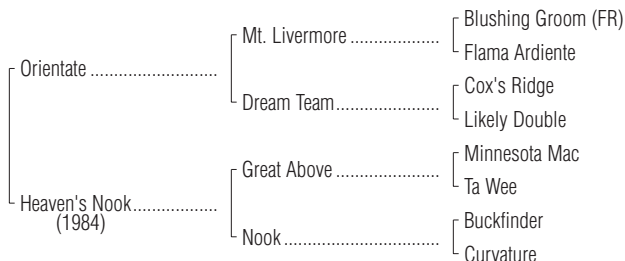 Blushing Groom (FR)
Mt. Livermore ....................
Flama Ardiente
Orientate ............................
Cox's Ridge
Dream Team .......................
Likely Double
Minnesota Mac
Great Above .......................
Ta Wee
Heaven's Nook...................
(1984)
Buckfinder
Nook ...................................
Curvature